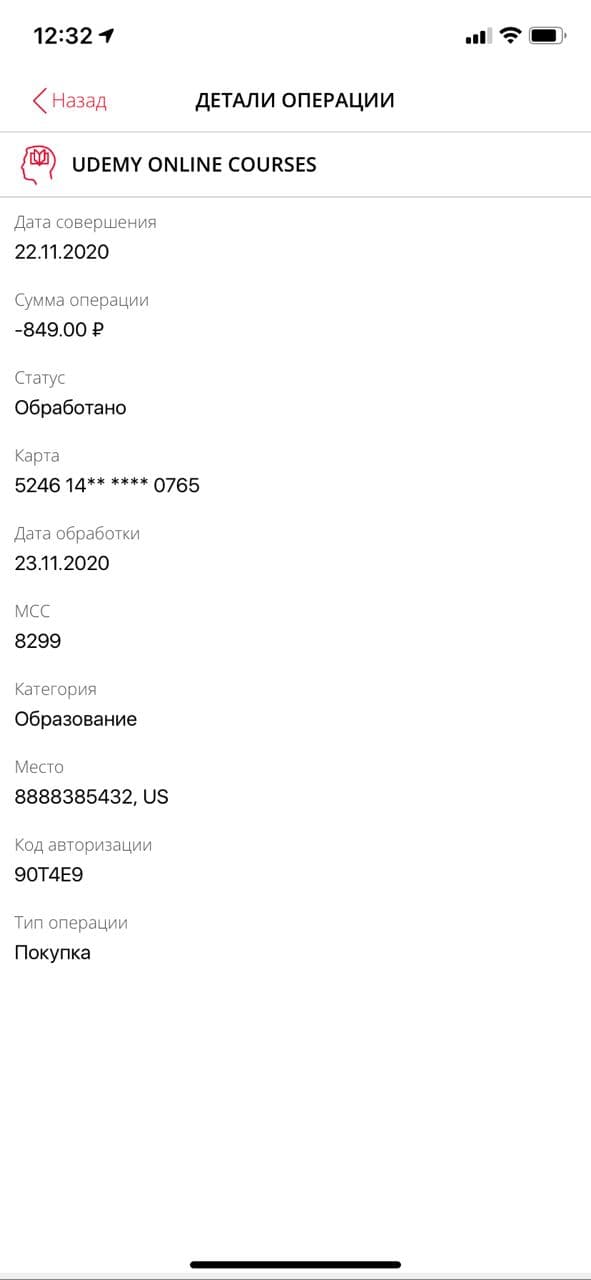 12:32
Назад
ДЕТАЛИ ОПЕРАЦИИ
UDEMY ONLINE COURSES
Дата совершения
22.11.2020
Сумма операции
-849.00 ₽
Статус
Обработано
Карта
5246 14** **** 0765
Дата обработки
23.11.2020
МСС
8299
Категория
Образование
Место
8888385432, US
Код авторизации
90T4E9
Тип операции
Покупка